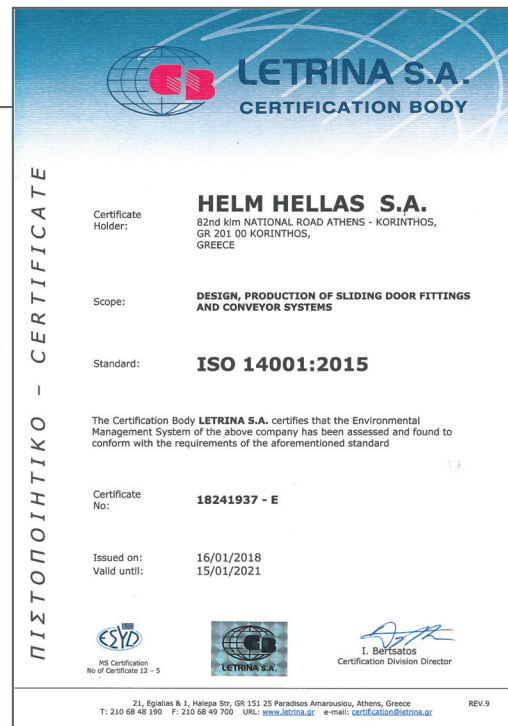 CB
LETRINA S.A.
CERTIFICATION BODY
ΠΙΣΤΟΠΟΙΗΤΙΚΟ - CERTIFICATE
Certificate
Holder:
HELM HELLAS S.A.
82nd klm NATIONAL ROAD ATHENS - KORINTHOS,
GR 201 00 KORINTHOS,
GREECE
Scope:
DESIGN, PRODUCTION OF SLIDING DOOR FITTINGS
AND CONVEYOR SYSTEMS
Standard:
ISO 14001:2015
The Certification Body LETRINA S.A. certifies that the Environmental
Management System of the above company has been assessed and found to
conform with the requirements of the aforementioned standard
Certificate
No:
18241937 - E
Issued on: 16/01/2018
Valid until: 15/01/2021
ESYD
MS Certification
No of Certificate 12 – 5
CB
LETRINA S.A.
I. Bertsatos
Certification Division Director
21, Egialias & 1, Halepa Str, GR 151 25 Paradisos Amarousiou, Athens, Greece REV.9
T: 210 68 48 190 F: 210 68 49 700 URL: www.letrina.gr e-mail: certification@letrina.gr